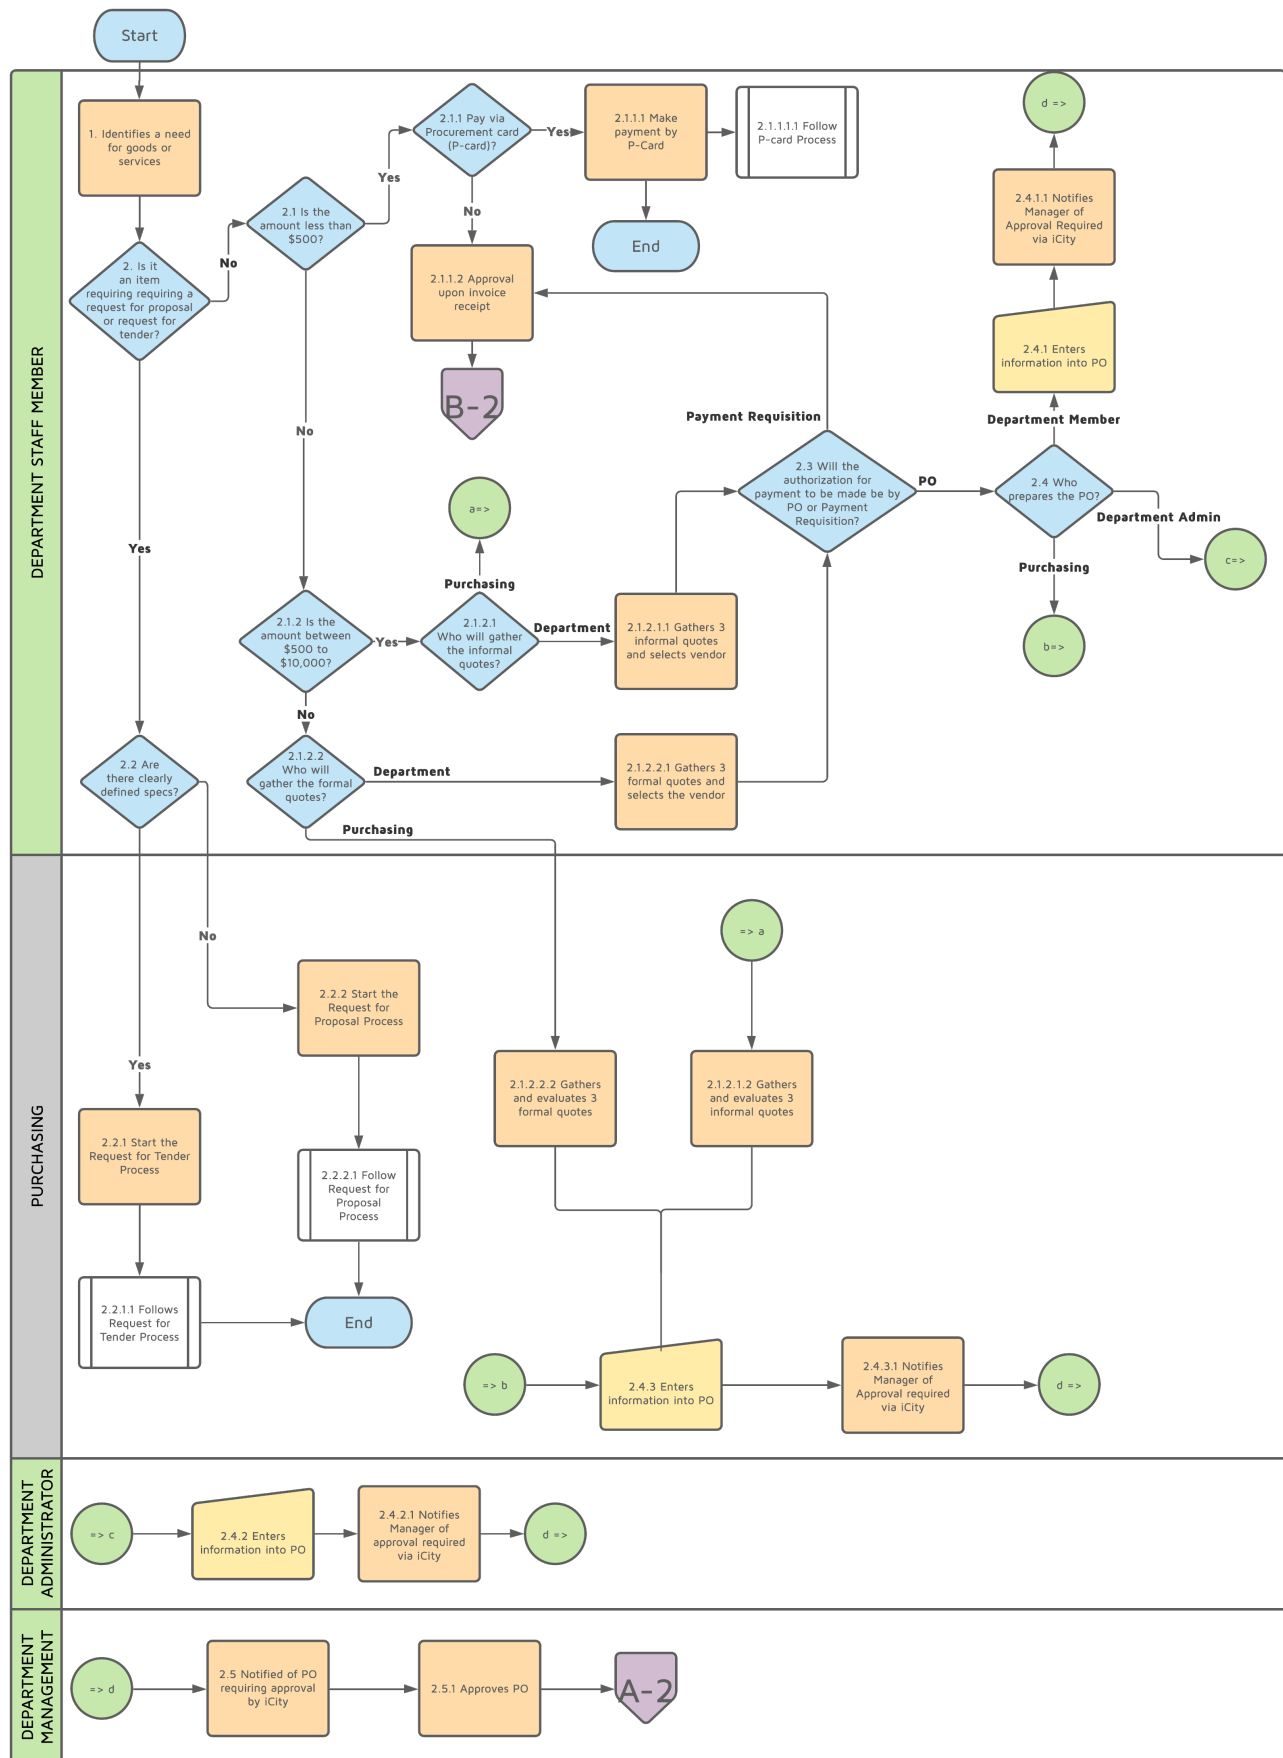 Start
DEPARTMENT STAFF MEMBER
1. Identifies a need
for goods or
services
2. Is it
an item
requiring requiring a
request for proposal
or request for
tender?
No
Yes
2.1 Is the
amount less than
$500?
Yes
No
2.1.1 Pay via
Procurement card
(P-card)?
Yes
No
2.1.1.1 Make
payment by
P-Card
2.1.1.1.1 Follow
P-card Process
End
2.1.1.2 Approval
upon invoice
receipt
B-2
d =>
2.4.1.1 Notifies
Manager of
Approval Required
via iCity
2.4.1 Enters
information into PO
Department Member
Payment Requisition
2.3 Will the
authorization for
payment to be made be by
PO or Payment
Requisition?
PO
2.4 Who
prepares the PO?
Department Admin
c=>
Purchasing
b=>
a=>
Purchasing
2.1.2 Is the
amount between
$500 to
$10,000?
Yes
No
2.1.2.1
Who will gather
the informal
quotes?
Department
2.1.2.1.1 Gathers 3
informal quotes
and selects vendor
2.2 Are
there clearly
defined specs?
2.1.2.2
Who will
gather the formal
quotes?
Department
2.1.2.2.1 Gathers 3
formal quotes and
selects the vendor
Purchasing
PURCHASING
No
Yes
=> a
2.2.2 Start the
Request for
Proposal Process
2.1.2.2.2 Gathers
and evaluates 3
formal quotes
2.1.2.1.2 Gathers
and evaluates 3
informal quotes
2.2.1 Start the
Request for Tender
Process
2.2.2.1 Follow
Request for
Proposal
Process
2.2.1.1 Follows
Request for
Tender Process
End
=> b
2.4.3 Enters
information into PO
2.4.3.1 Notifies
Manager of
Approval required
via iCity
d =>
DEPARTMENT
ADMINISTRATOR
=> c
2.4.2 Enters
information into PO
2.4.2.1 Notifies
Manager of
approval required
via iCity
d =>
DEPARTMENT
MANAGEMENT
=> d
2.5 Notified of PO
requiring approval
by iCity
2.5.1 Approves PO
A-2